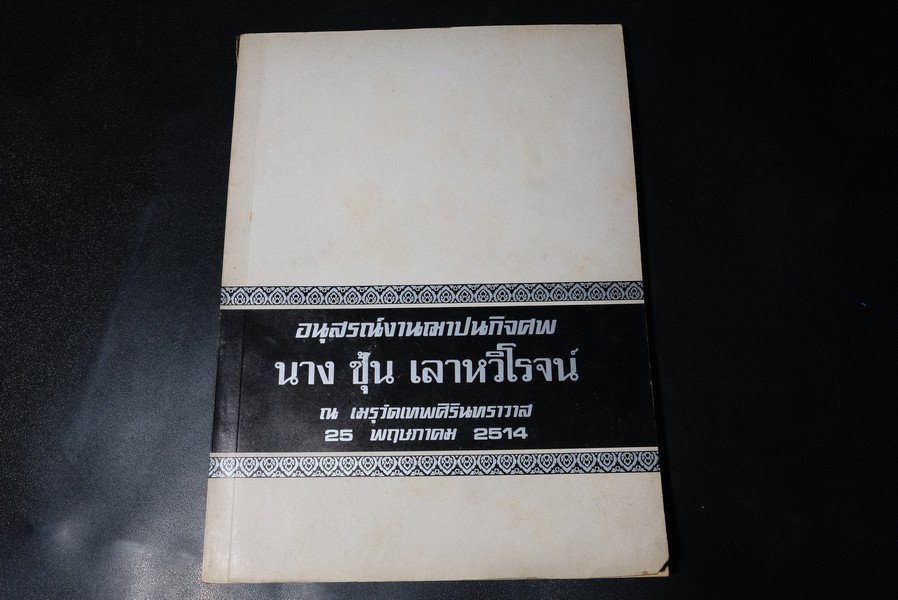 อนุสรณ์งานฌาปนกิจศพ
นาง ชุ้น เลาหวิโรจน์
ณ เมรุวัดเทพศิรินทราวาส
25 พฤษภาคม 2514